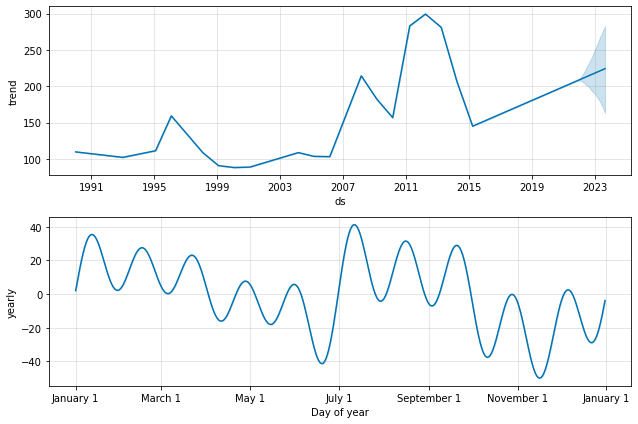 300
250
200
150
100
trend
1991 1995 1999 2003 2007 2011 2015 2019 2023
ds
40
20
0
−20
−40
yearly
January 1 March 1 May 1 July 1 September 1 November 1 January 1
Day of year